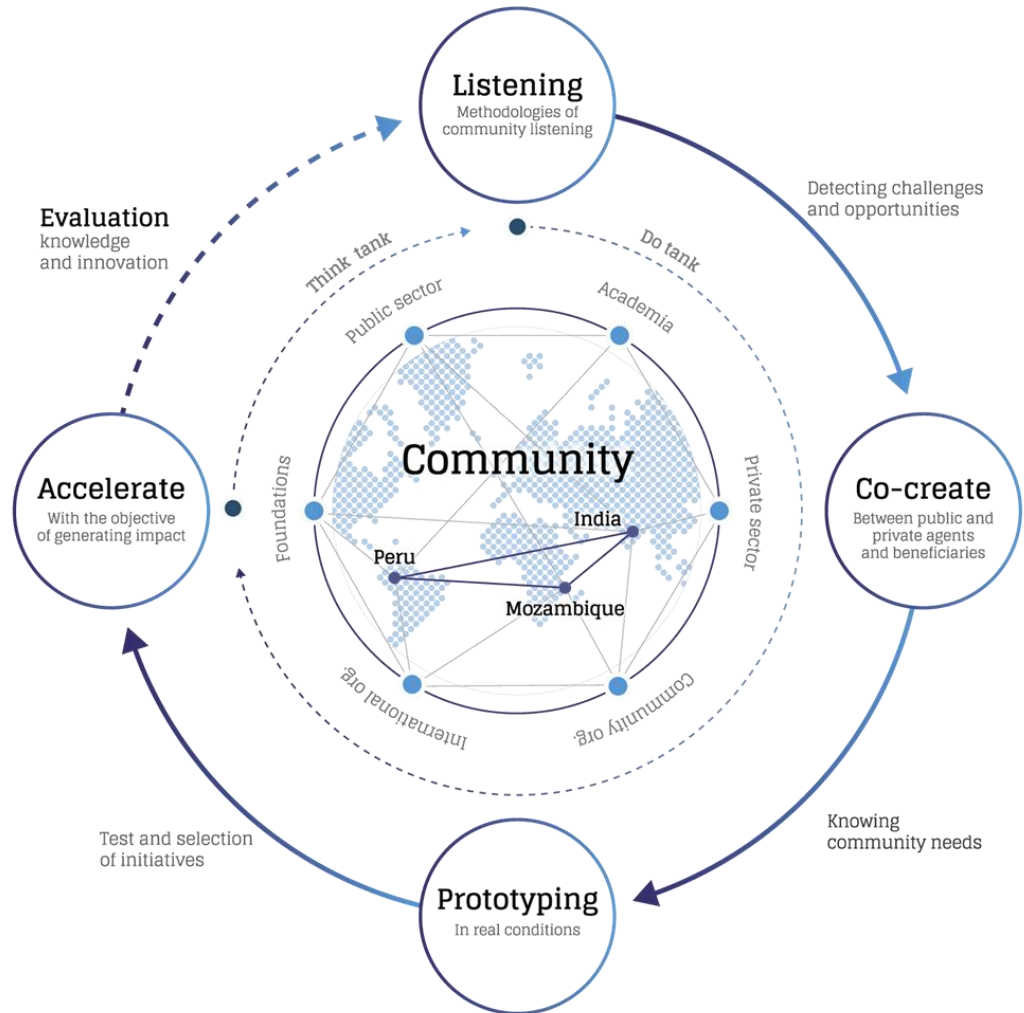 Listening
Methodologies of
community listening
Detecting challenges
and opportunities
Evaluation
knowledge
and innovation
Think tank
Do tank
Public sector
Academia
Community
Accelerate
With the objective
of generating impact
Foundations
Private sector
Co-create
Between public and
private agents
and beneficiaries
India
Peru
Mozambique
International org.
Community org.
Test and selection
of initiatives
Knowing
community needs
Prototyping
In real conditions